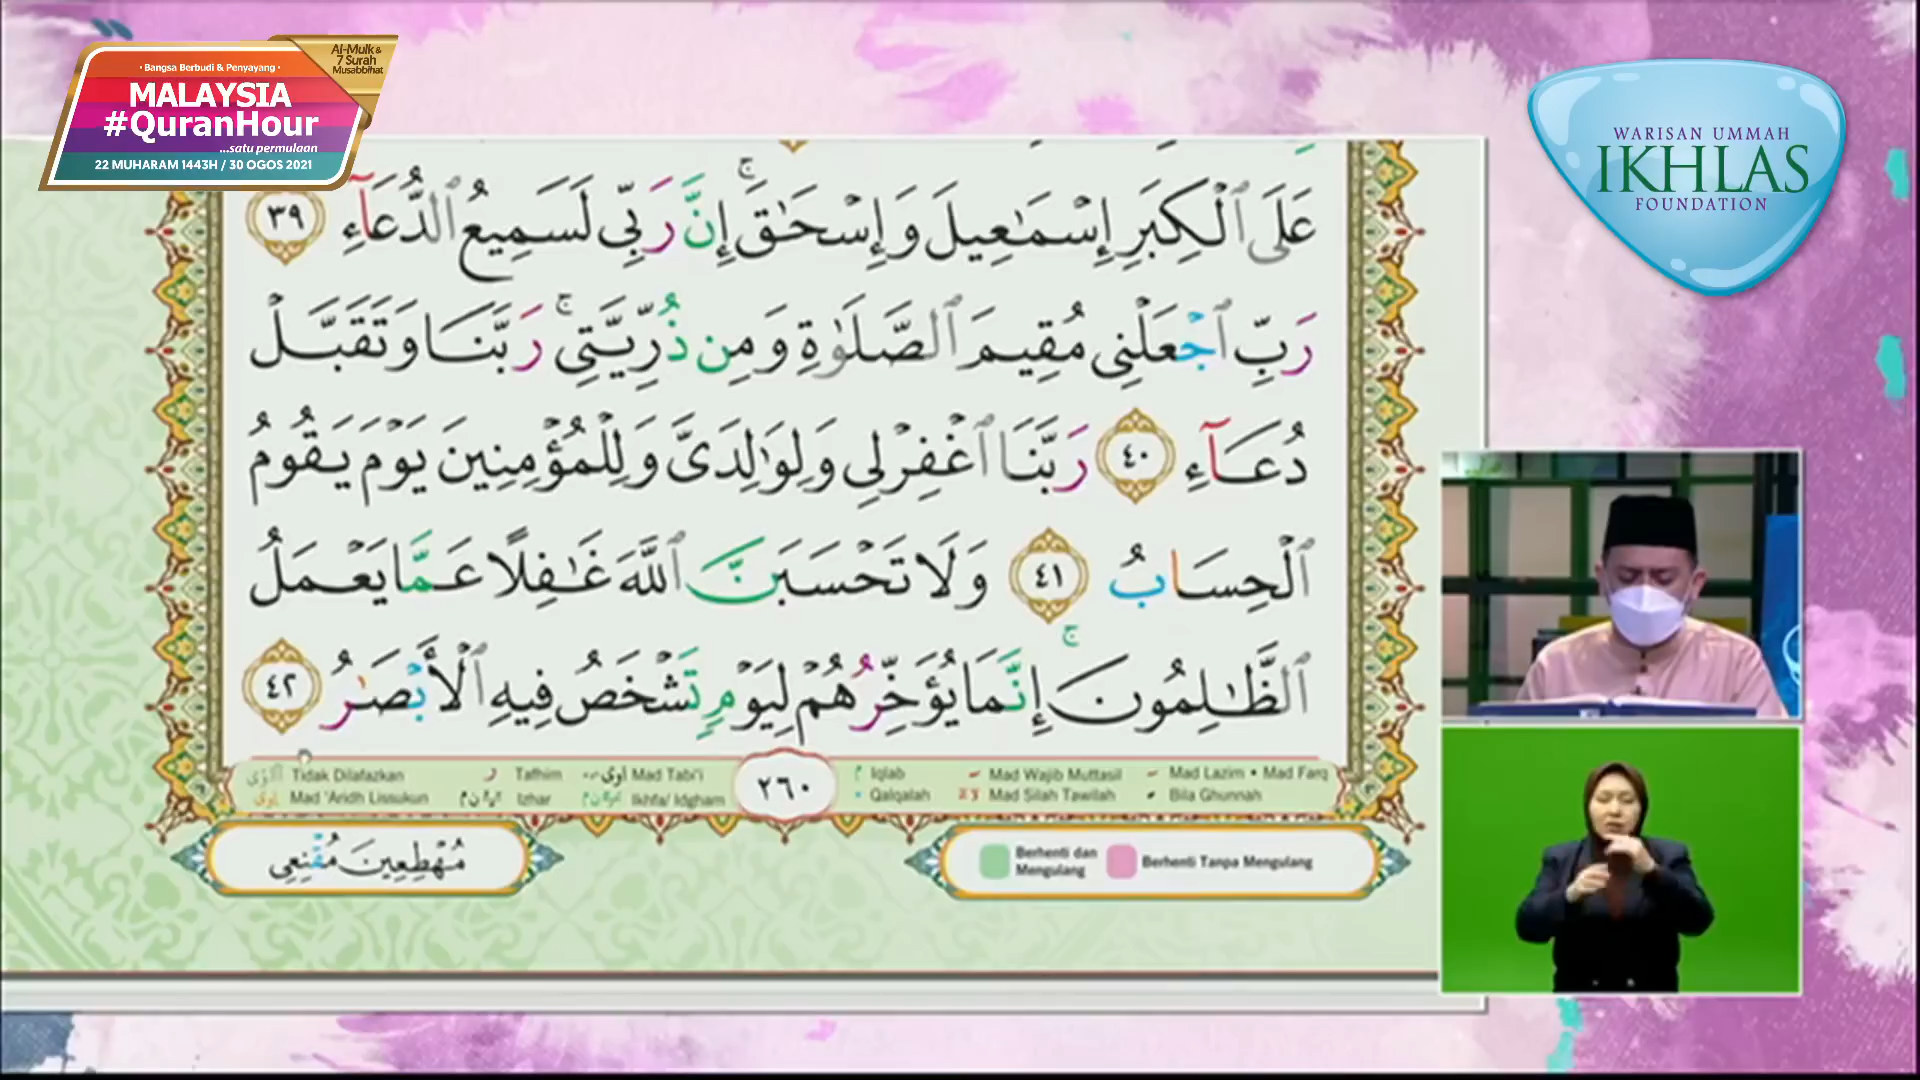 Al-Mulk &
7 Surah
Musabbihat
• Bangsa Berbudi & Penyayang •
MALAYSIA
#QuranHour
...satu permulaan
22 MUHARAM 1443H / 30 OGOS 2021
WARISAN UMMAH
IKHLAS
FOUNDATION
عَلَى ٱلْكِبَرِ إِسْمَـٰعِيلَ وَإِسْحَـٰقَ ۚ إِنَّ رَبِّى لَسَمِيعُ ٱلدُّعَآءِ ٣٩
رَبِّ ٱجْعَلْنِى مُقِيمَ ٱلصَّلَوٰةِ وَمِن ذُرِّيَّتِى ۚ رَبَّنَا وَتَقَبَّلْ
دُعَآءِ ٤٠ رَبَّنَا ٱغْفِرْ لِى وَلِوَٰلِدَىَّ وَلِلْمُؤْمِنِينَ يَوْمَ يَقُومُ
ٱلْحِسَابُ ٤١ وَلَا تَحْسَبَنَّ ٱللَّهَ غَـٰفِلًا عَمَّا يَعْمَلُ
ٱلظَّـٰلِمُونَ ۚ إِنَّمَا يُؤَخِّرُهُمْ لِيَوْمٍ تَشْخَصُ فِيهِ ٱلْأَبْصَـٰرُ ٤٢
Tidak Dilafazkan Tafhim Mad Tabi'i ٢٦٠ Iqlab Mad Wajib Muttasil Mad Lazim • Mad Farq
Mad 'Aridh Lissukun Izhar Ikhfa/ Idgham Qalqalah Mad Silah Tawilah Bila Ghunnah
مُهْطِعِينَ مُقْنِعِى
Berhenti dan
Mengulang
Berhenti Tanpa Mengulang